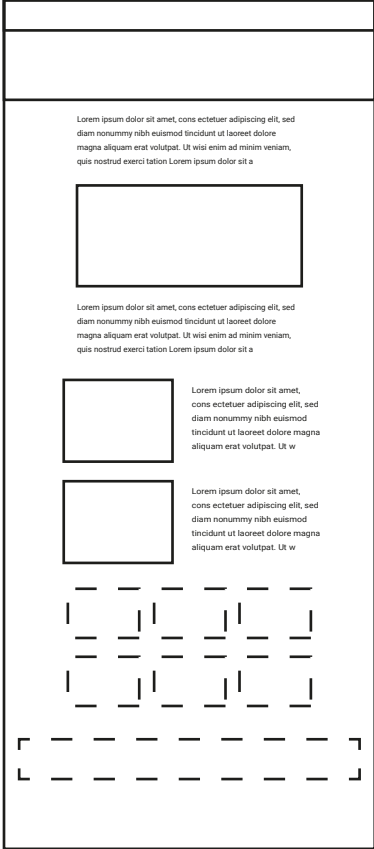 Lorem ipsum dolor sit amet, cons ectetuer adipiscing elit, sed
diam nonummy nibh euismod tincidunt ut laoreet dolore
magna aliquam erat volutpat. Ut wisi enim ad minim veniam,
quis nostrud exerci tation Lorem ipsum dolor sit a
Lorem ipsum dolor sit amet, cons ectetuer adipiscing elit, sed
diam nonummy nibh euismod tincidunt ut laoreet dolore
magna aliquam erat volutpat. Ut wisi enim ad minim veniam,
quis nostrud exerci tation Lorem ipsum dolor sit a
Lorem ipsum dolor sit amet,
cons ectetuer adipiscing elit, sed
diam nonummy nibh euismod
tincidunt ut laoreet dolore magna
aliquam erat volutpat. Ut w
Lorem ipsum dolor sit amet,
cons ectetuer adipiscing elit, sed
diam nonummy nibh euismod
tincidunt ut laoreet dolore magna
aliquam erat volutpat. Ut w